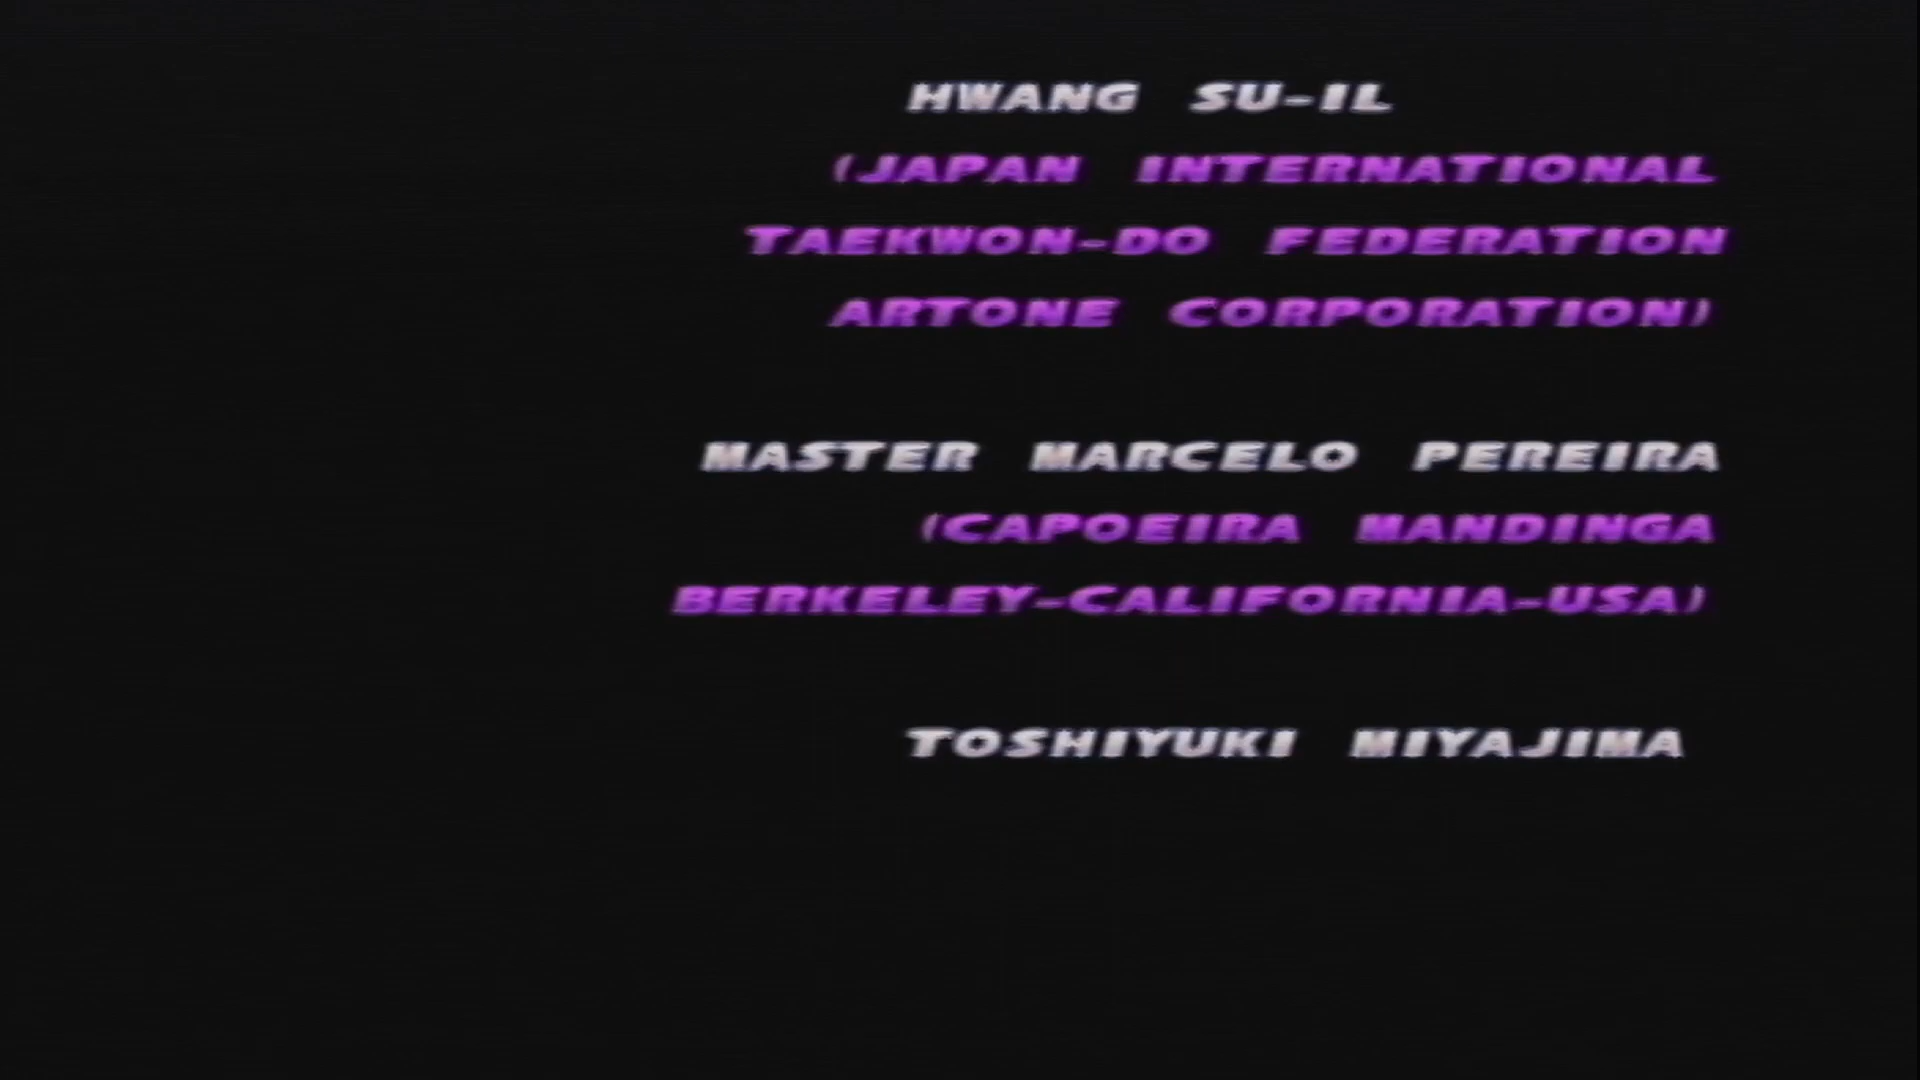 HWANG SU-IL
(JAPAN INTERNATIONAL
TAEKWON-DO FEDERATION
ARTONE CORPORATION)
MASTER MARCELO PEREIRA
(CAPOEIRA MANDINGA
BERKELEY-CALIFORNIA-USA)
TOSHIYUKI MIYAJIMA